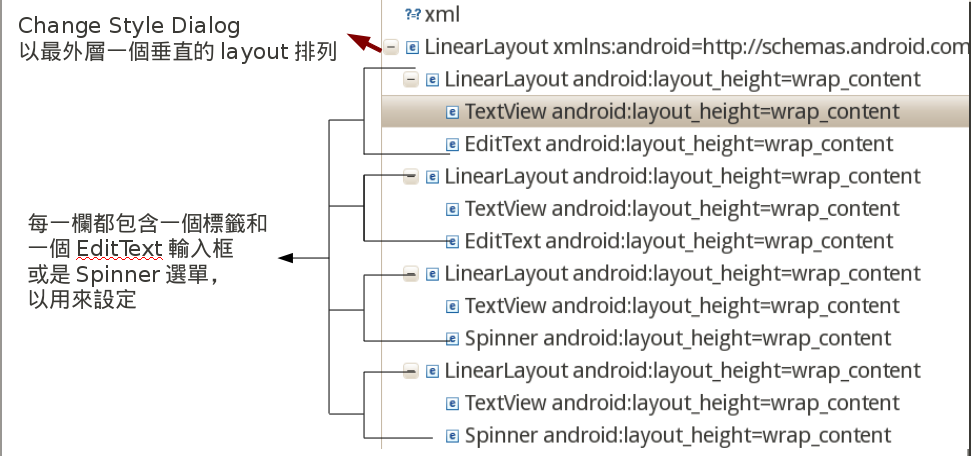 Change Style Dialog
以最外層一個垂直的 layout 排列
每一欄都包含一個標籤和
一個 EditText 輸入框
或是 Spinner 選單，
以用來設定
?=? xml
LinearLayout xmlns:android=http://schemas.android.com
LinearLayout android:layout_height=wrap_content
TextView android:layout_height=wrap_content
EditText android:layout_height=wrap_content
LinearLayout android:layout_height=wrap_content
TextView android:layout_height=wrap_content
EditText android:layout_height=wrap_content
LinearLayout android:layout_height=wrap_content
TextView android:layout_height=wrap_content
Spinner android:layout_height=wrap_content
LinearLayout android:layout_height=wrap_content
TextView android:layout_height=wrap_content
Spinner android:layout_height=wrap_content